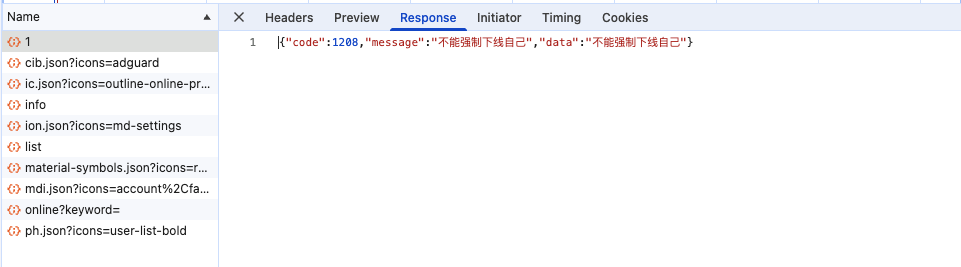 Name
Headers Preview Response Initiator Timing Cookies
1
cib.json?icons=adguard
ic.json?icons=outline-online-pr...
info
ion.json?icons=md-settings
list
material-symbols.json?icons=r...
mdi.json?icons=account%2Cfa...
online?keyword=
ph.json?icons=user-list-bold
1 {"code":1208,"message":"不能强制下线自己","data":"不能强制下线自己"}